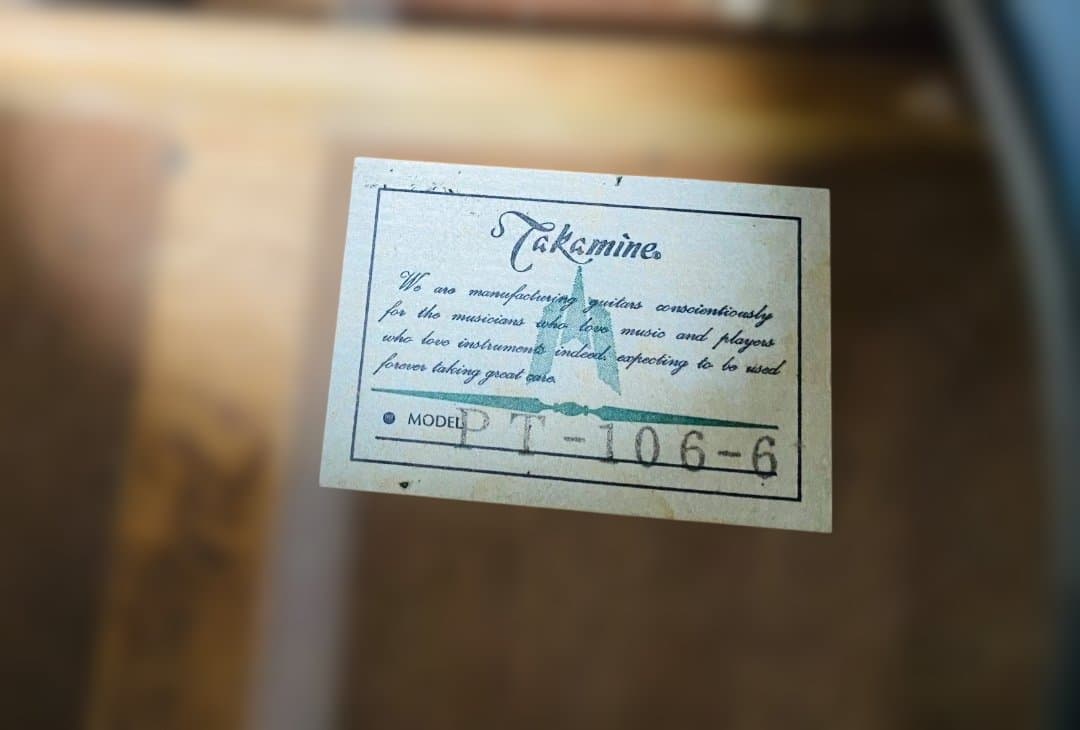 Takamine®
We are manufacturing guitars conscientiously
for the musicians who love music and players
who love instruments indeed, expecting to be used
forever taking great care.
MODEL PT-106-6